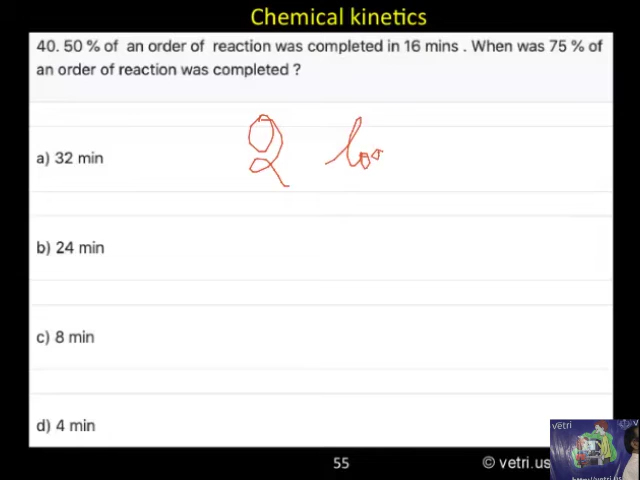 Chemical kinetics
40. 50 % of an order of reaction was completed in 16 mins . When was 75 % of
an order of reaction was completed ?
2
a) 32 min
b) 24 min
c) 8 min
d) 4 min
vetri
55
© vetri.us